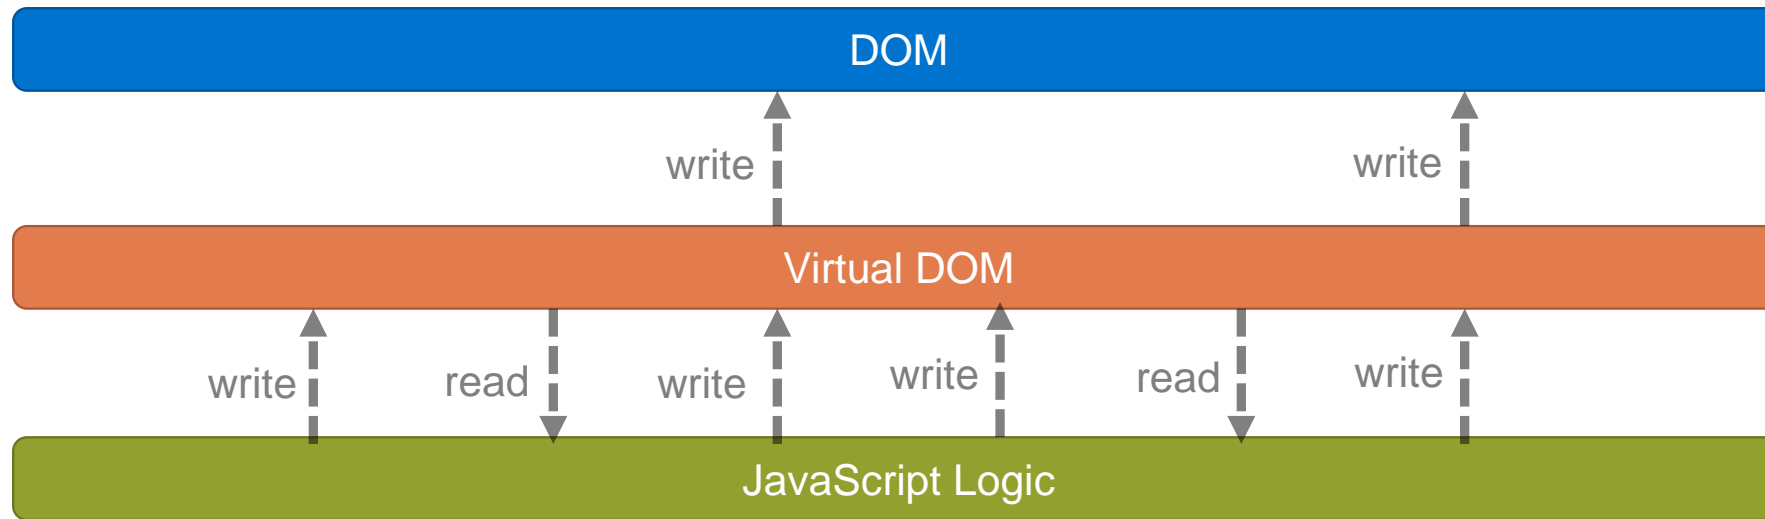 DOM
write
write
Virtual DOM
write
read
write
write
read
write
JavaScript Logic